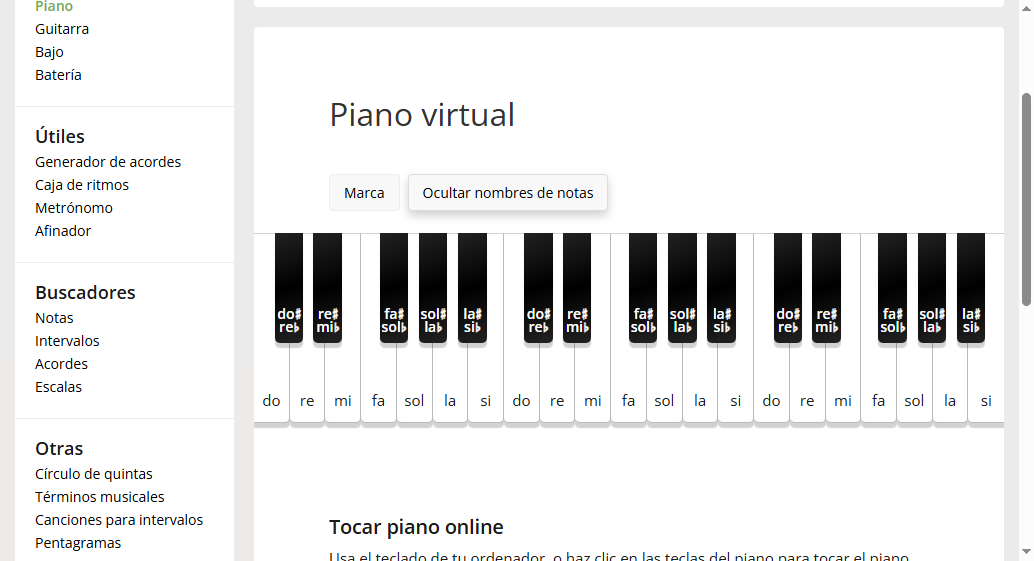 Piano
Guitarra
Bajo
Batería
Útiles
Generador de acordes
Caja de ritmos
Metrónomo
Afinador
Buscadores
Notas
Intervalos
Acordes
Escalas
Otras
Círculo de quintas
Términos musicales
Canciones para intervalos
Pentagramas
Piano virtual
Marca Ocultar nombres de notas
do♯ re♯ fa♯ sol♯ la♯ do♯ re♯ fa♯ sol♯ la♯ do♯ re♯ fa♯ sol♯ la♯
re♭ mi♭ sol♭ la♭ si♭ re♭ mi♭ sol♭ la♭ si♭ re♭ mi♭ sol♭ la♭ si♭
do re mi fa sol la si do re mi fa sol la si do re mi fa sol la si
Tocar piano online
Usa el teclado de tu ordenador, o haz clic en las teclas del piano para tocar el piano